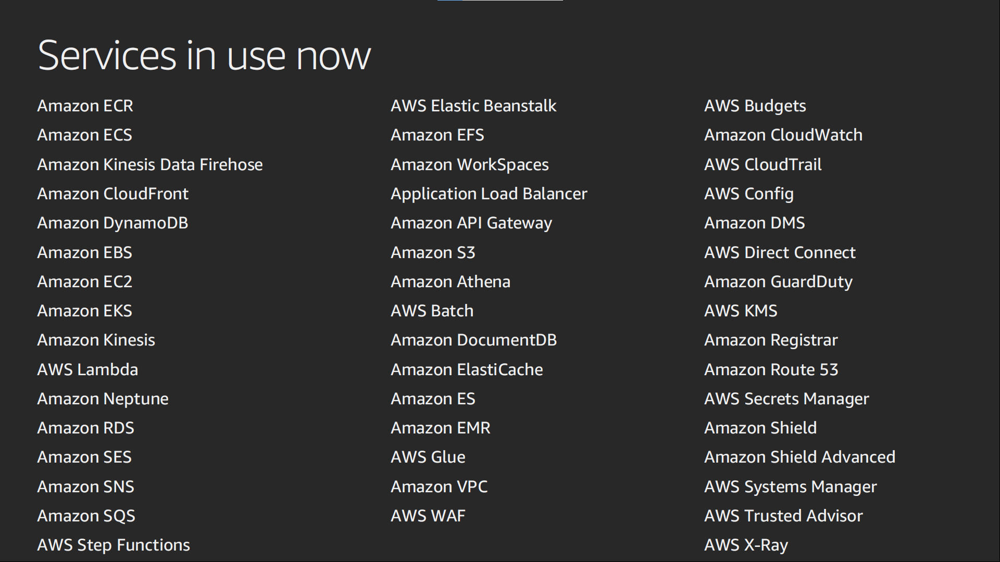 Services in use now
Amazon ECR
Amazon ECS
Amazon Kinesis Data Firehose
Amazon CloudFront
Amazon DynamoDB
Amazon EBS
Amazon EC2
Amazon EKS
Amazon Kinesis
AWS Lambda
Amazon Neptune
Amazon RDS
Amazon SES
Amazon SNS
Amazon SQS
AWS Step Functions
AWS Elastic Beanstalk
Amazon EFS
Amazon WorkSpaces
Application Load Balancer
Amazon API Gateway
Amazon S3
Amazon Athena
AWS Batch
Amazon DocumentDB
Amazon ElastiCache
Amazon ES
Amazon EMR
AWS Glue
Amazon VPC
AWS WAF
AWS Budgets
Amazon CloudWatch
AWS CloudTrail
AWS Config
Amazon DMS
AWS Direct Connect
Amazon GuardDuty
AWS KMS
Amazon Registrar
Amazon Route 53
AWS Secrets Manager
Amazon Shield
Amazon Shield Advanced
AWS Systems Manager
AWS Trusted Advisor
AWS X-Ray